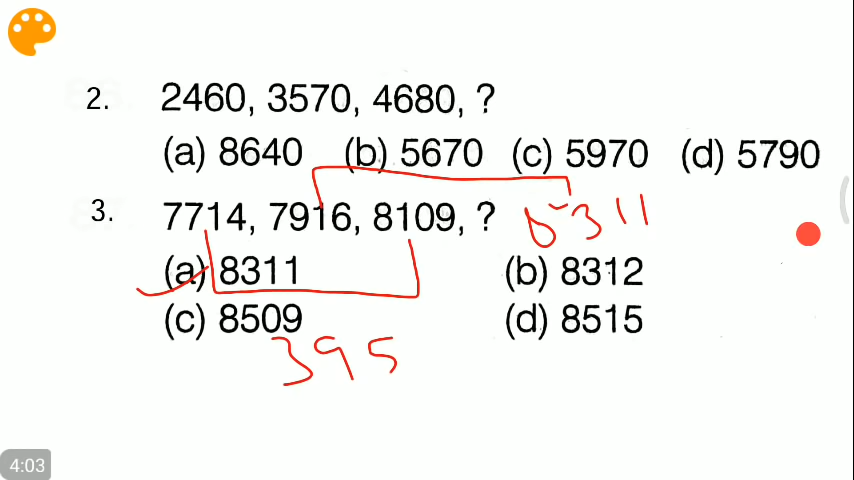 2. 2460, 3570, 4680, ?
(a) 8640 (b) 5670 (c) 5970 (d) 5790
3. 7714, 7916, 8109, ? 8311
(a) 8311 (b) 8312
(c) 8509 (d) 8515
395
4:03